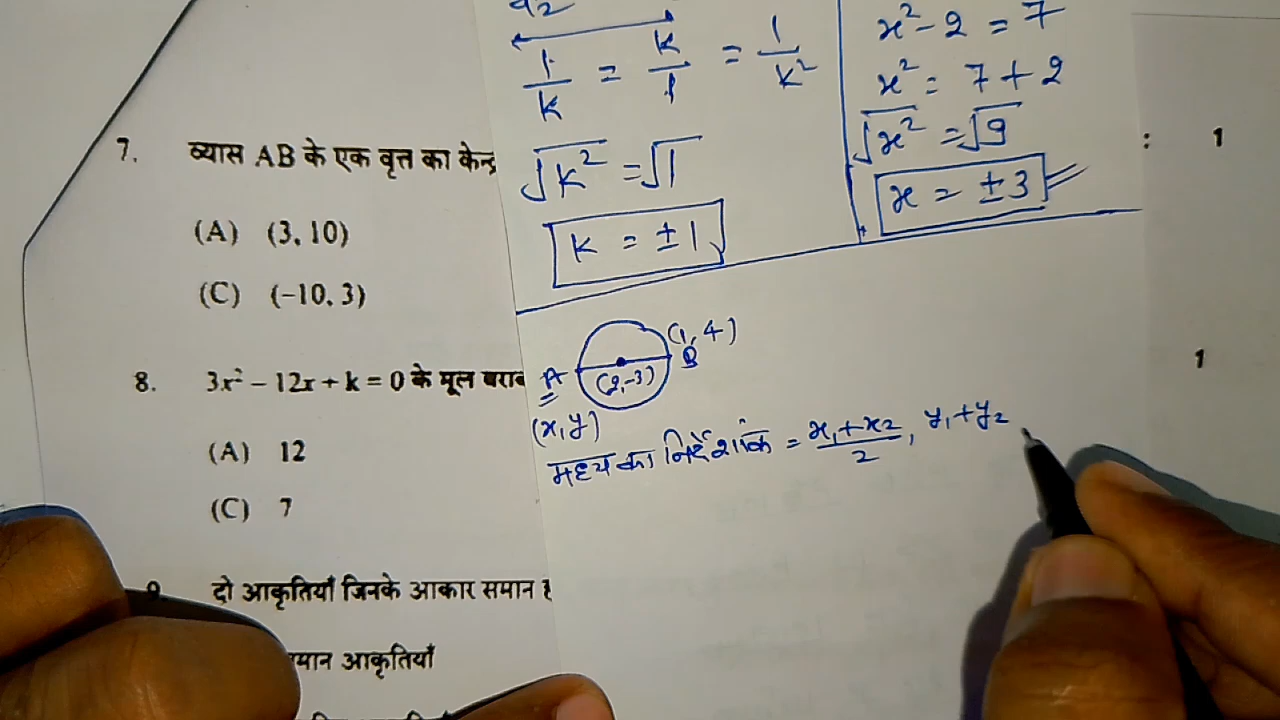 7. व्यास AB के एक वृत्त का केन्द्र
(A) (3, 10)
(C) (−10, 3)
8. 3x² − 12x + k = 0 के मूल बराब
(A) 12
(C) 7
9. दो आकृतियाँ जिनके आकार समान ह
मान आकृतियाँ
1/k = k/1 = 1/k²
√k² = √1
k = ±1
x² − 2 = 7
x² = 7 + 2
√x² = √9
x = ±3
: 1
1
(1, 4)
A (2, −3) B
(x, y)
मध्य का निर्देशांक = x₁+x₂/2, y₁+y₂